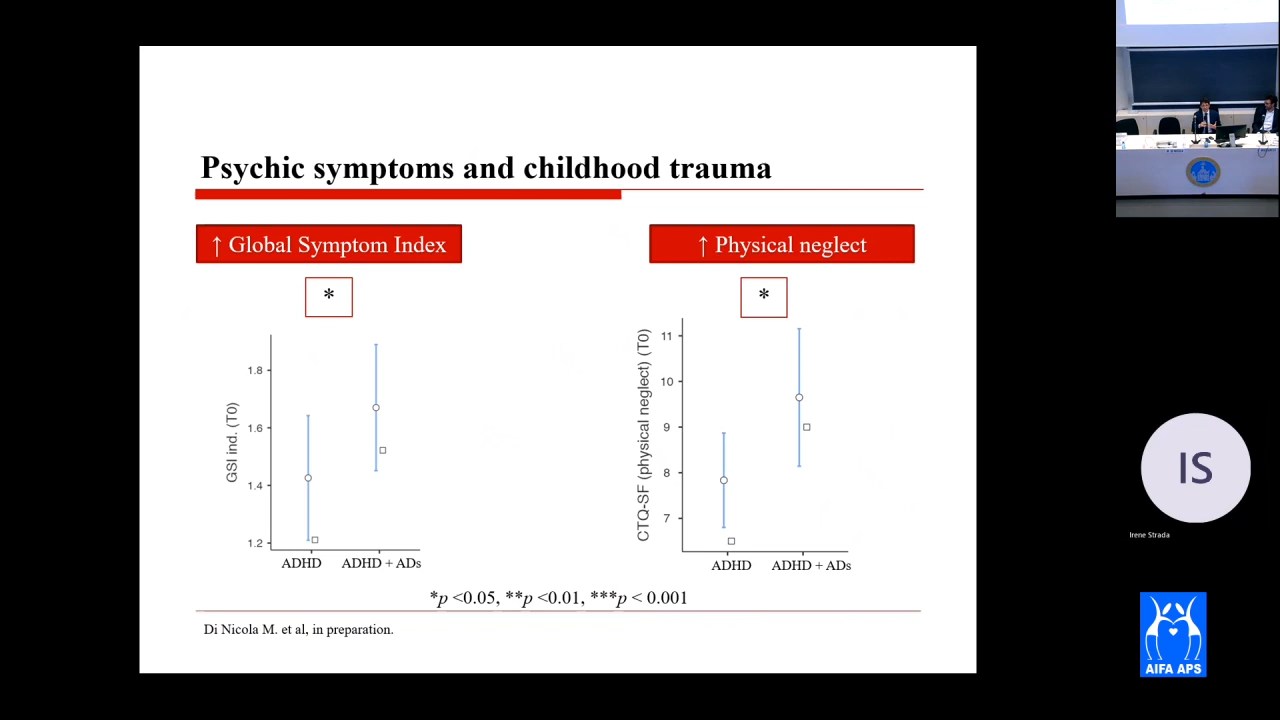 Psychic symptoms and childhood trauma
↑ Global Symptom Index
↑ Physical neglect
*
*
GSI ind. (T0)
1.8
1.6
1.4
1.2
ADHD
ADHD + ADs
CTQ-SF (physical neglect) (T0)
11
10
9
8
7
ADHD
ADHD + ADs
*p <0.05, **p <0.01, ***p < 0.001
Di Nicola M. et al, in preparation.
IS
Irene Strada
AIFA APS